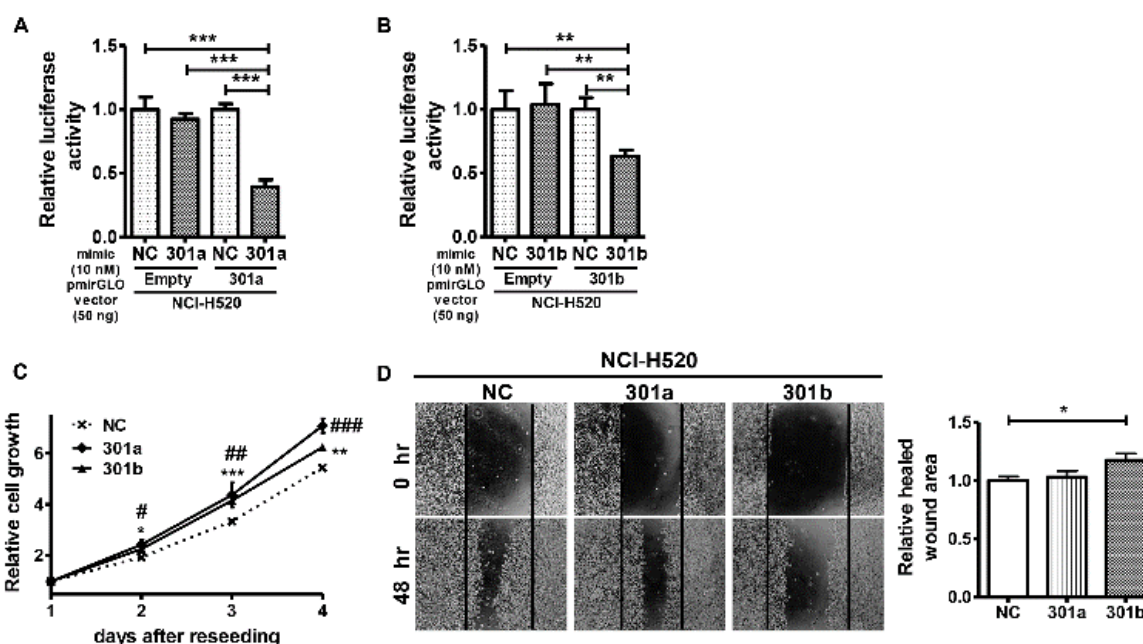 A
Relative luciferase
activity
1.5
1.0
0.5
0.0
***
***
***
mimic
(10 nM)
pmirGLO
vector
(50 ng)
NC 301a NC 301a
Empty 301a
NCI-H520
B
Relative luciferase
activity
1.5
1.0
0.5
0.0
**
**
**
mimic
(10 nM)
pmirGLO
vector
(50 ng)
NC 301b NC 301b
Empty 301b
NCI-H520
C
Relative cell growth
6
4
2
NC
301a
301b
#
*
##
***
###
**
1 2 3 4
days after reseeding
D
NCI-H520
NC 301a 301b
0 hr
48 hr
Relative healed
wound area
1.5
1.0
0.5
0.0
*
NC 301a 301b